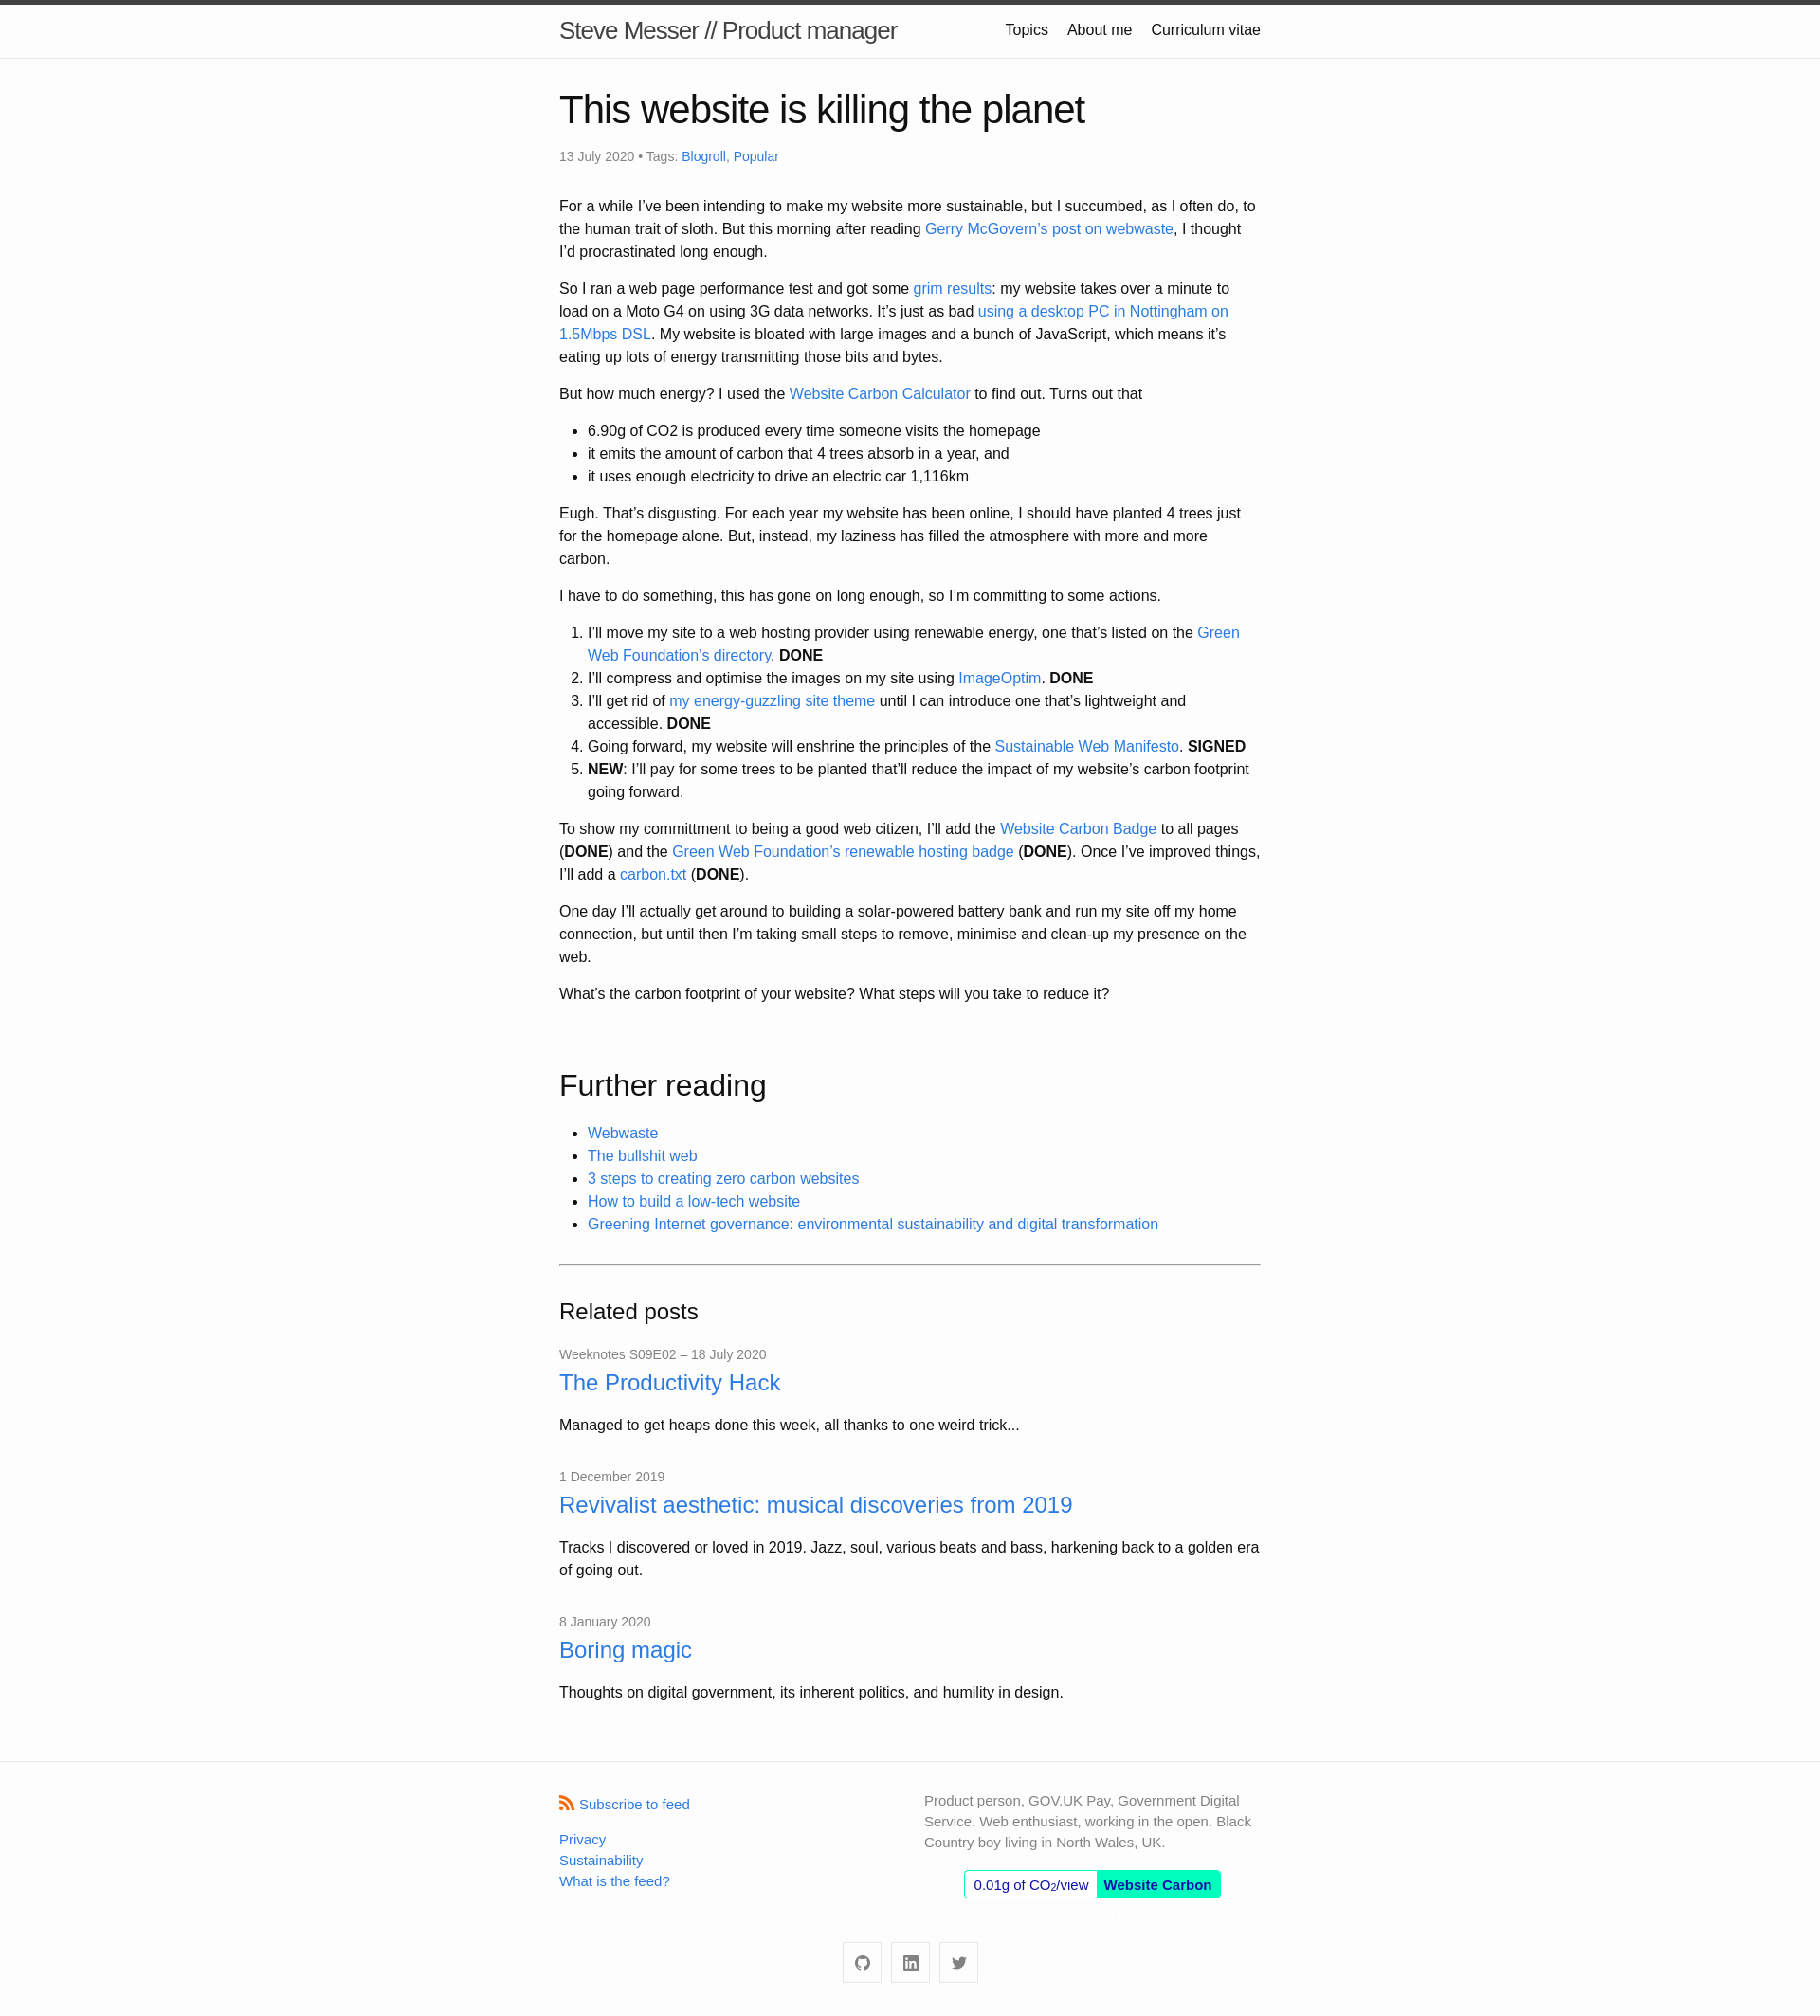 Steve Messer // Product manager
Topics About me Curriculum vitae
This website is killing the planet
13 July 2020 • Tags: Blogroll, Popular
For a while I’ve been intending to make my website more sustainable, but I succumbed, as I often do, to
the human trait of sloth. But this morning after reading Gerry McGovern’s post on webwaste, I thought
I’d procrastinated long enough.
So I ran a web page performance test and got some grim results: my website takes over a minute to
load on a Moto G4 on using 3G data networks. It’s just as bad using a desktop PC in Nottingham on
1.5Mbps DSL. My website is bloated with large images and a bunch of JavaScript, which means it’s
eating up lots of energy transmitting those bits and bytes.
But how much energy? I used the Website Carbon Calculator to find out. Turns out that
• 6.90g of CO2 is produced every time someone visits the homepage
• it emits the amount of carbon that 4 trees absorb in a year, and
• it uses enough electricity to drive an electric car 1,116km
Eugh. That’s disgusting. For each year my website has been online, I should have planted 4 trees just
for the homepage alone. But, instead, my laziness has filled the atmosphere with more and more
carbon.
I have to do something, this has gone on long enough, so I’m committing to some actions.
1. I’ll move my site to a web hosting provider using renewable energy, one that’s listed on the Green
Web Foundation’s directory. DONE
2. I’ll compress and optimise the images on my site using ImageOptim. DONE
3. I’ll get rid of my energy-guzzling site theme until I can introduce one that’s lightweight and
accessible. DONE
4. Going forward, my website will enshrine the principles of the Sustainable Web Manifesto. SIGNED
5. NEW: I’ll pay for some trees to be planted that’ll reduce the impact of my website’s carbon footprint
going forward.
To show my committment to being a good web citizen, I’ll add the Website Carbon Badge to all pages
(DONE) and the Green Web Foundation’s renewable hosting badge (DONE). Once I’ve improved things,
I’ll add a carbon.txt (DONE).
One day I’ll actually get around to building a solar-powered battery bank and run my site off my home
connection, but until then I’m taking small steps to remove, minimise and clean-up my presence on the
web.
What’s the carbon footprint of your website? What steps will you take to reduce it?
Further reading
• Webwaste
• The bullshit web
• 3 steps to creating zero carbon websites
• How to build a low-tech website
• Greening Internet governance: environmental sustainability and digital transformation
Related posts
Weeknotes S09E02 – 18 July 2020
The Productivity Hack
Managed to get heaps done this week, all thanks to one weird trick...
1 December 2019
Revivalist aesthetic: musical discoveries from 2019
Tracks I discovered or loved in 2019. Jazz, soul, various beats and bass, harkening back to a golden era
of going out.
8 January 2020
Boring magic
Thoughts on digital government, its inherent politics, and humility in design.
Subscribe to feed
Privacy
Sustainability
What is the feed?
Product person, GOV.UK Pay, Government Digital
Service. Web enthusiast, working in the open. Black
Country boy living in North Wales, UK.
0.01g of CO₂/view Website Carbon